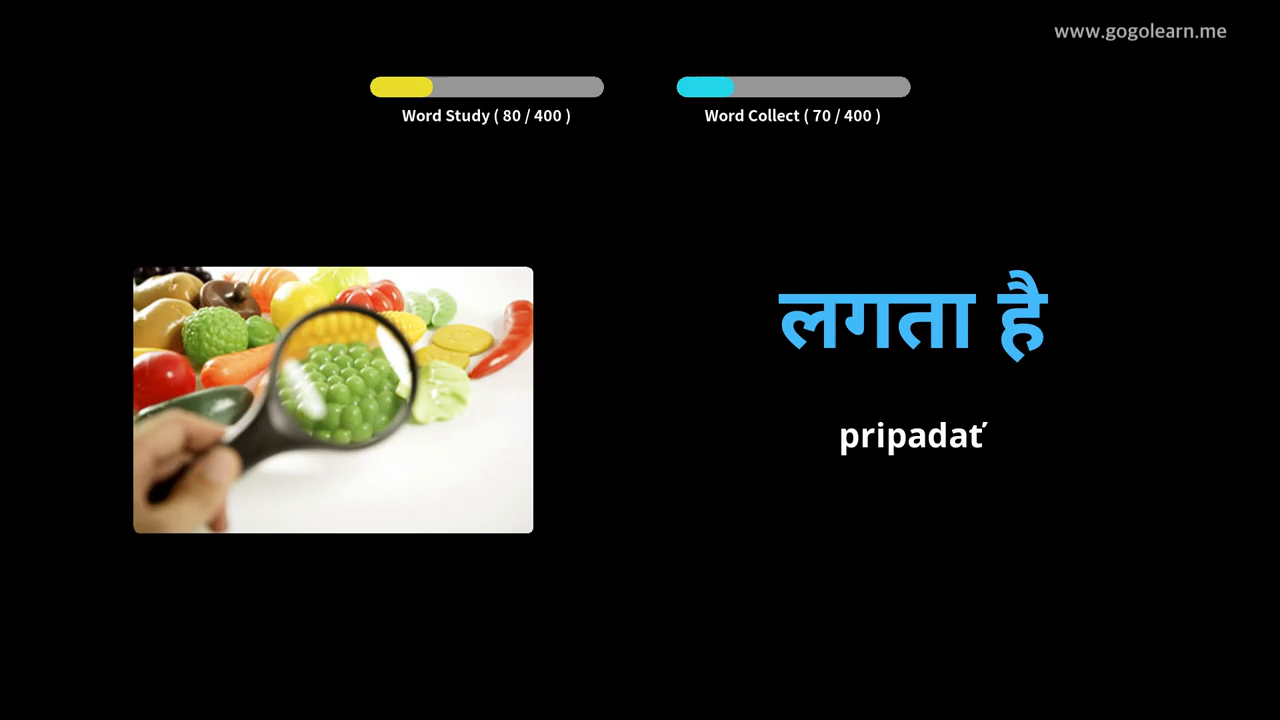 www.gogolearn.me
Word Study ( 80 / 400 )
Word Collect ( 70 / 400 )
लगता है
pripadať